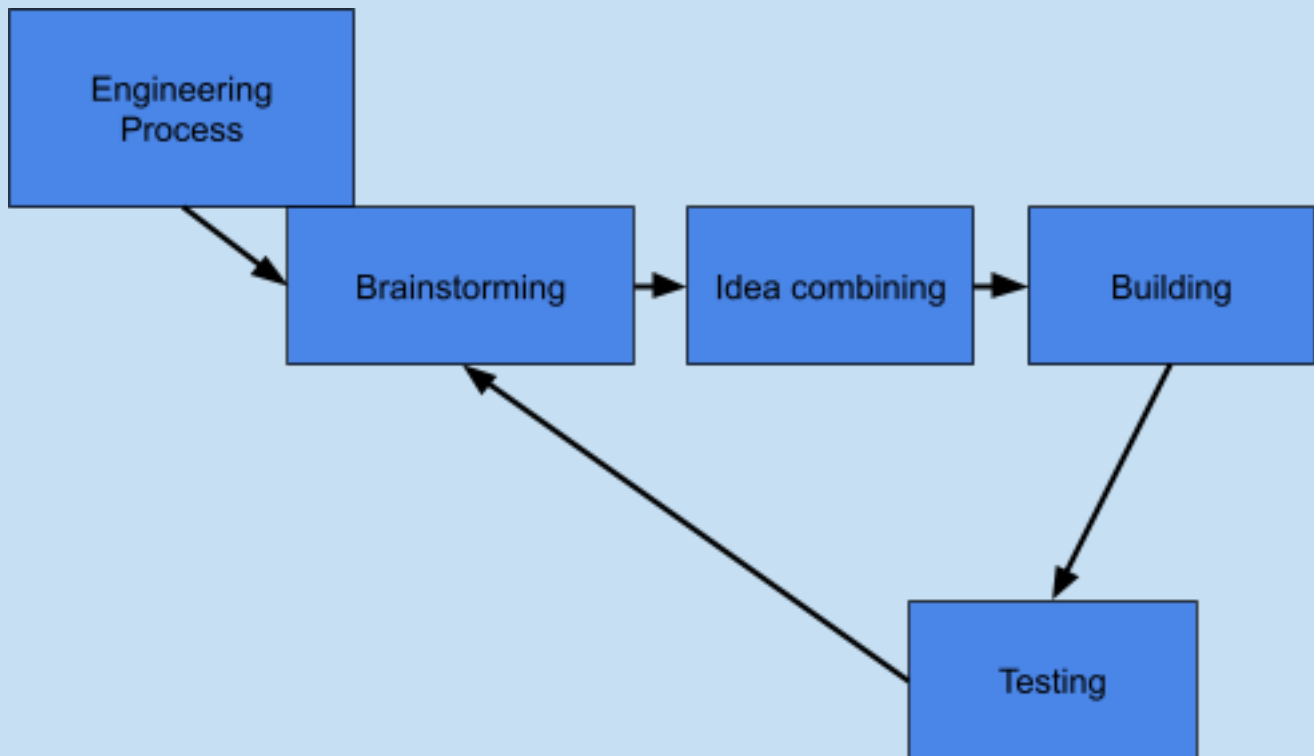 Engineering
Process
Brainstorming
Idea combining
Building
Testing